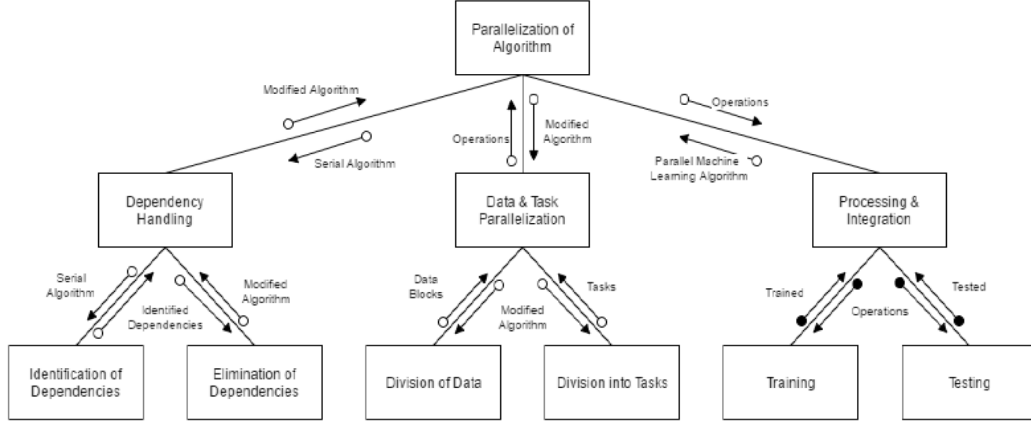 Parallelization of
Algorithm
Modified Algorithm
Serial Algorithm
Operations
Modified
Algorithm
Operations
Parallel Machine
Learning Algorithm
Dependency
Handling
Data & Task
Parallelization
Processing &
Integration
Serial
Algorithm
Identified
Dependencies
Modified
Algorithm
Data
Blocks
Modified
Algorithm
Tasks
Trained
Operations
Tested
Identification of
Dependencies
Elimination of
Dependencies
Division of Data
Division into Tasks
Training
Testing